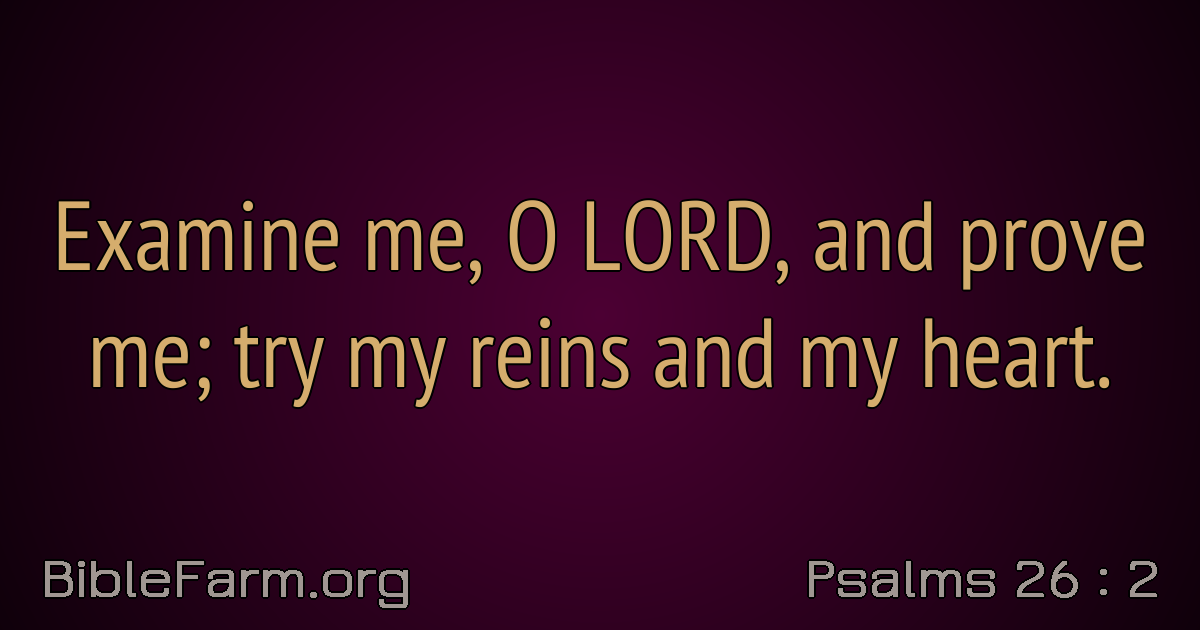 Examine me, O LORD, and prove
me; try my reins and my heart.
BibleFarm.org
Psalms 26 : 2